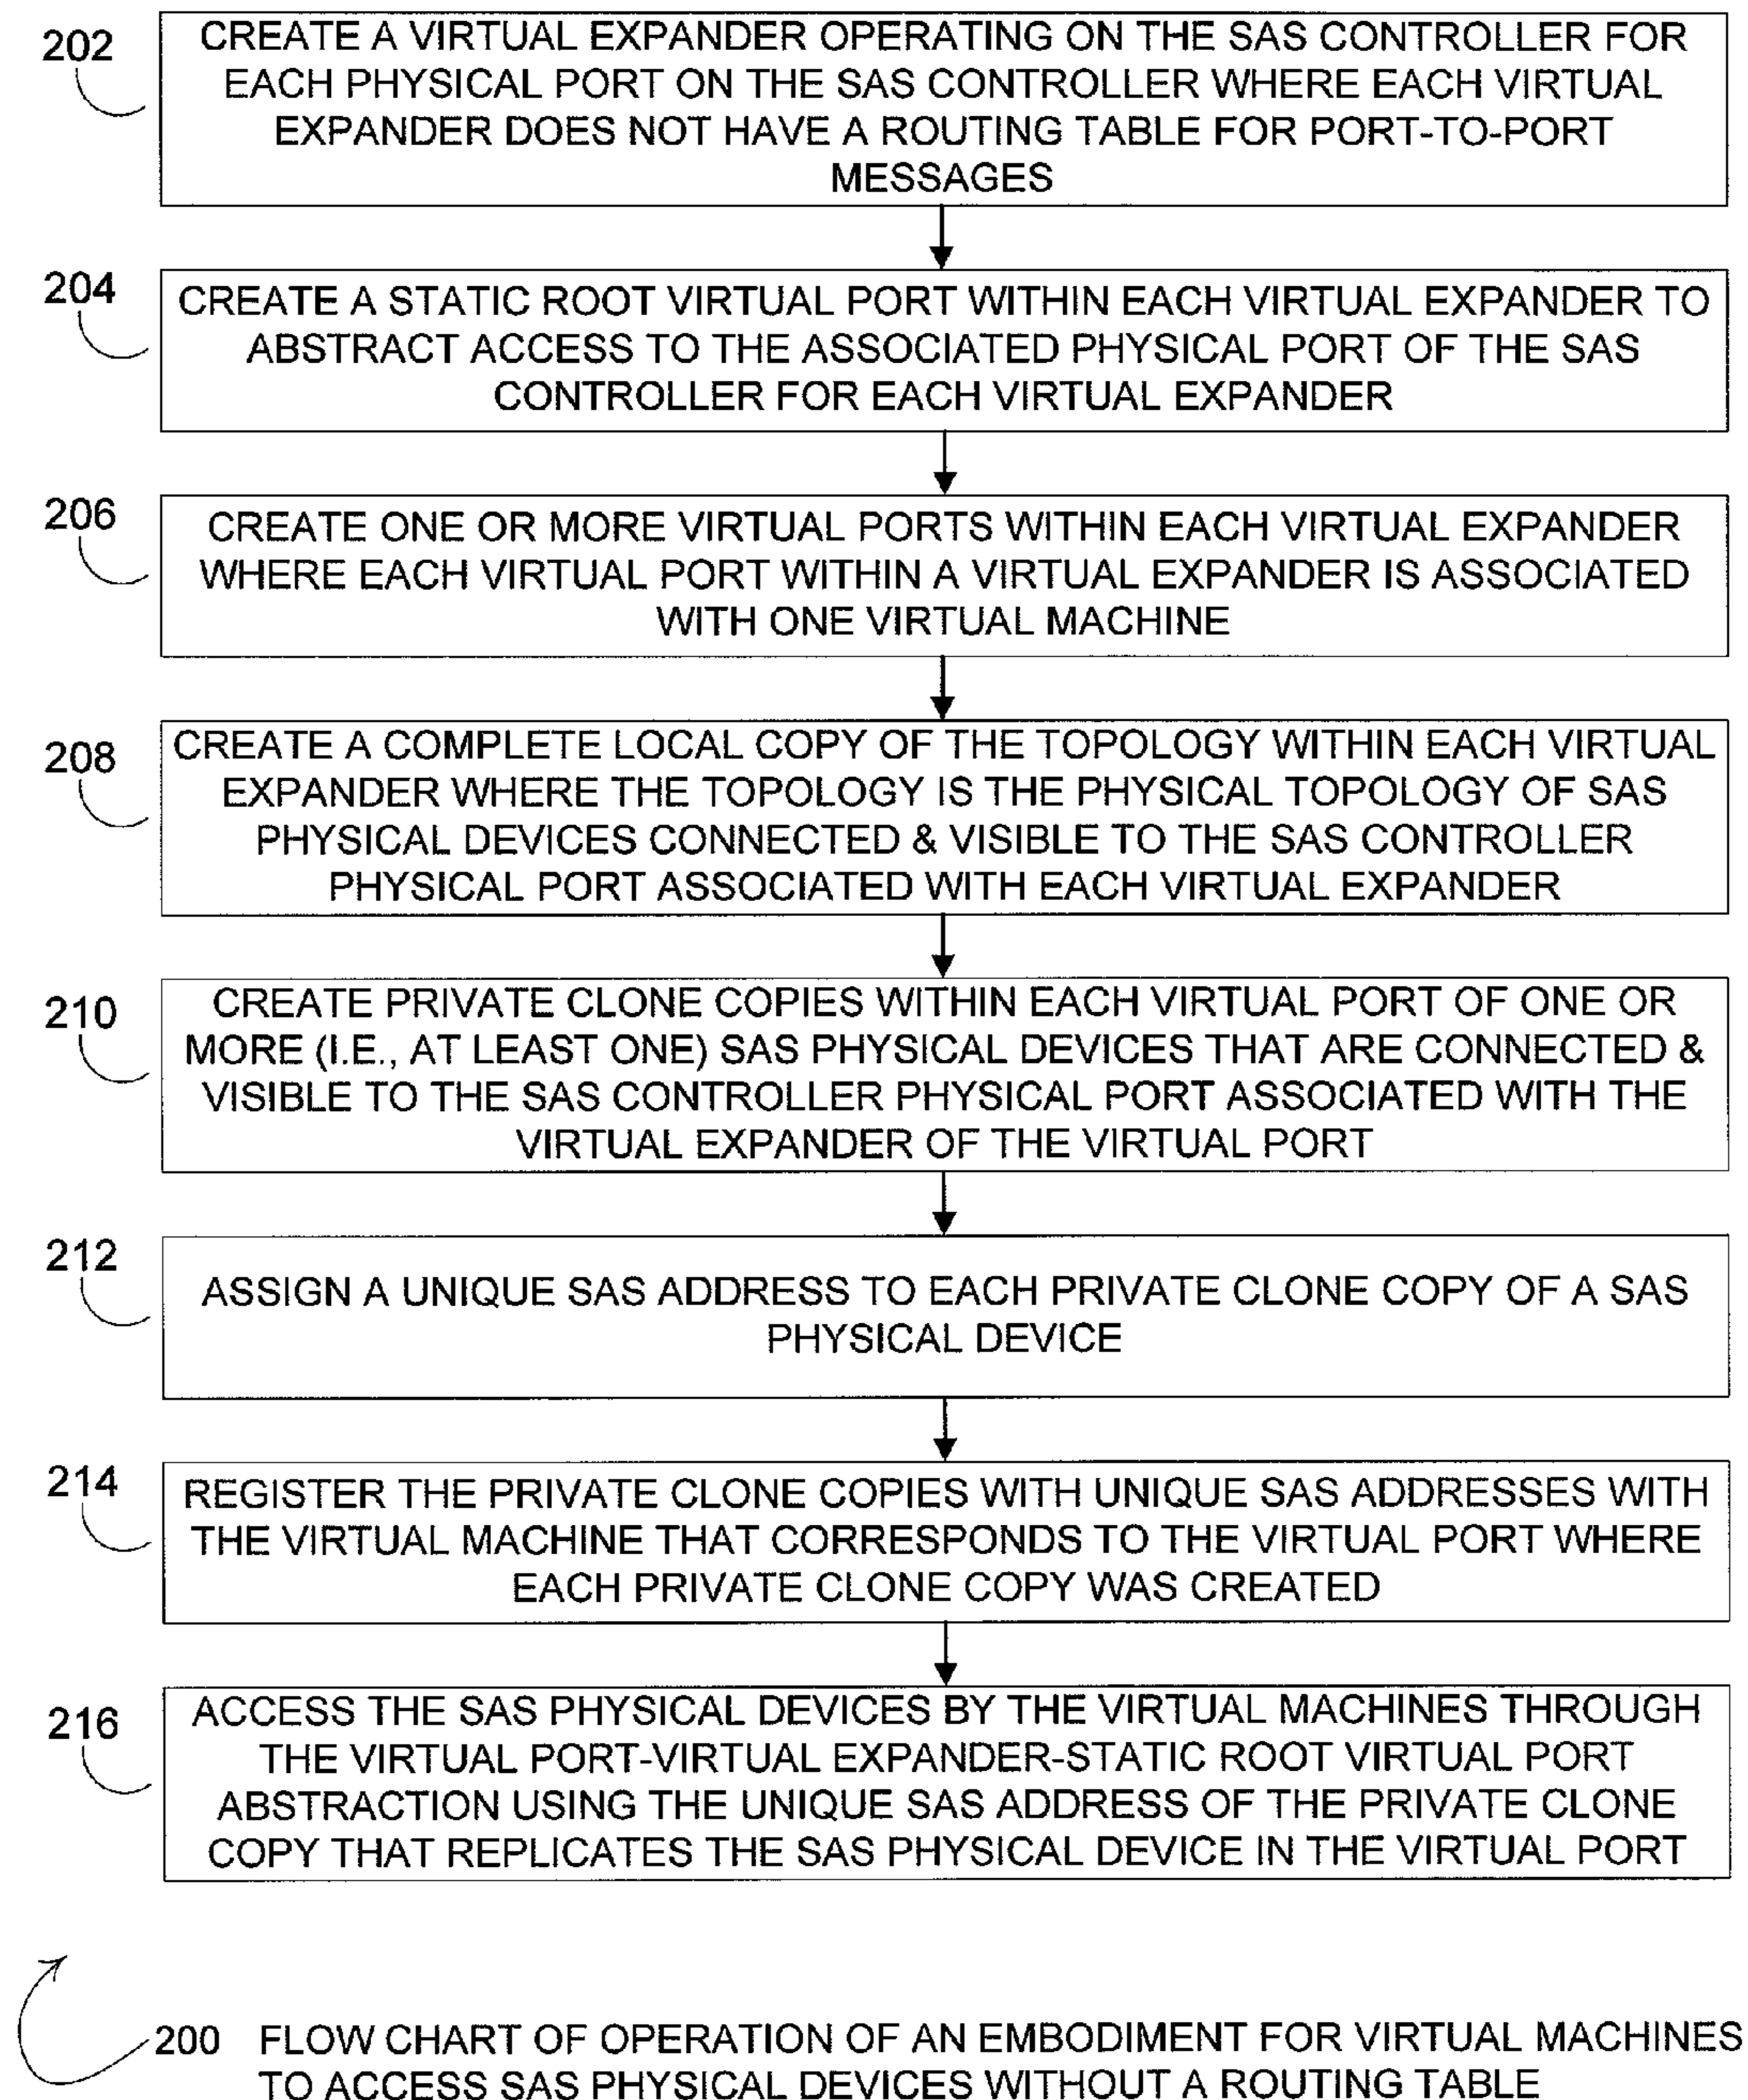 202
CREATE A VIRTUAL EXPANDER OPERATING ON THE SAS CONTROLLER FOR
EACH PHYSICAL PORT ON THE SAS CONTROLLER WHERE EACH VIRTUAL
EXPANDER DOES NOT HAVE A ROUTING TABLE FOR PORT-TO-PORT
MESSAGES
204
CREATE A STATIC ROOT VIRTUAL PORT WITHIN EACH VIRTUAL EXPANDER TO
ABSTRACT ACCESS TO THE ASSOCIATED PHYSICAL PORT OF THE SAS
CONTROLLER FOR EACH VIRTUAL EXPANDER
206
CREATE ONE OR MORE VIRTUAL PORTS WITHIN EACH VIRTUAL EXPANDER
WHERE EACH VIRTUAL PORT WITHIN A VIRTUAL EXPANDER IS ASSOCIATED
WITH ONE VIRTUAL MACHINE
208
CREATE A COMPLETE LOCAL COPY OF THE TOPOLOGY WITHIN EACH VIRTUAL
EXPANDER WHERE THE TOPOLOGY IS THE PHYSICAL TOPOLOGY OF SAS
PHYSICAL DEVICES CONNECTED & VISIBLE TO THE SAS CONTROLLER
PHYSICAL PORT ASSOCIATED WITH EACH VIRTUAL EXPANDER
210
CREATE PRIVATE CLONE COPIES WITHIN EACH VIRTUAL PORT OF ONE OR
MORE (I.E., AT LEAST ONE) SAS PHYSICAL DEVICES THAT ARE CONNECTED &
VISIBLE TO THE SAS CONTROLLER PHYSICAL PORT ASSOCIATED WITH THE
VIRTUAL EXPANDER OF THE VIRTUAL PORT
212
ASSIGN A UNIQUE SAS ADDRESS TO EACH PRIVATE CLONE COPY OF A SAS
PHYSICAL DEVICE
214
REGISTER THE PRIVATE CLONE COPIES WITH UNIQUE SAS ADDRESSES WITH
THE VIRTUAL MACHINE THAT CORRESPONDS TO THE VIRTUAL PORT WHERE
EACH PRIVATE CLONE COPY WAS CREATED
216
ACCESS THE SAS PHYSICAL DEVICES BY THE VIRTUAL MACHINES THROUGH
THE VIRTUAL PORT-VIRTUAL EXPANDER-STATIC ROOT VIRTUAL PORT
ABSTRACTION USING THE UNIQUE SAS ADDRESS OF THE PRIVATE CLONE
COPY THAT REPLICATES THE SAS PHYSICAL DEVICE IN THE VIRTUAL PORT
200 FLOW CHART OF OPERATION OF AN EMBODIMENT FOR VIRTUAL MACHINES
TO ACCESS SAS PHYSICAL DEVICES WITHOUT A ROUTING TABLE